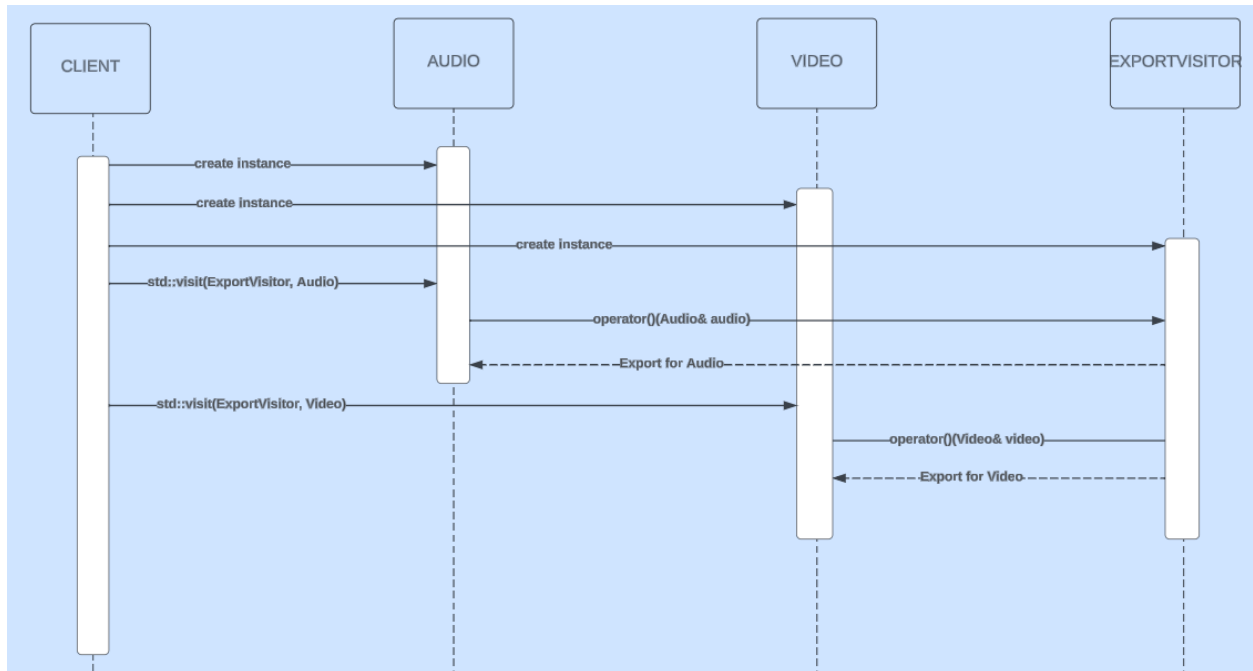 CLIENT
AUDIO
VIDEO
EXPORTVISITOR
create instance
create instance
create instance
std::visit(ExportVisitor, Audio)
operator()(Audio& audio)
Export for Audio
std::visit(ExportVisitor, Video)
operator()(Video& video)
Export for Video